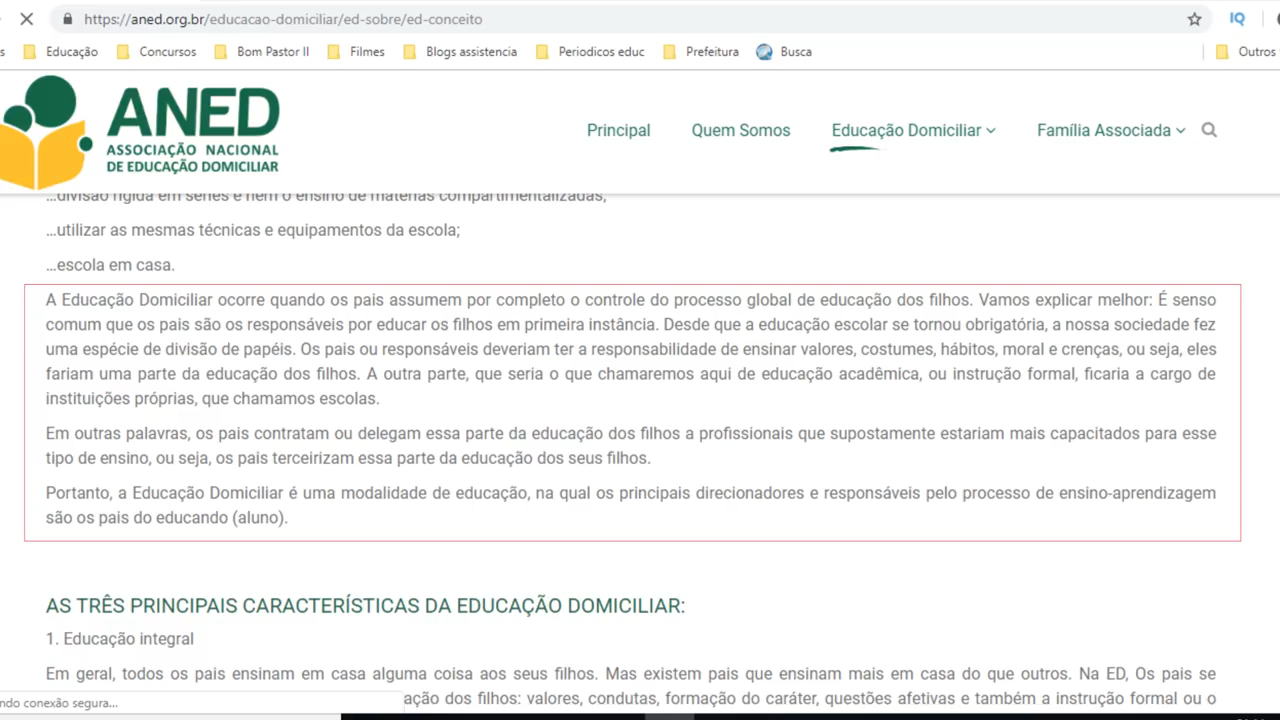 https://aned.org.br/educacao-domiciliar/ed-sobre/ed-conceito
IQ
s Educação Concursos Bom Pastor II Filmes Blogs assistencia Periodicos educ Prefeitura Busca Outros
ANED
ASSOCIAÇÃO NACIONAL
DE EDUCAÇÃO DOMICILIAR
Principal Quem Somos Educação Domiciliar Família Associada
...divisão rígida em séries e nem o ensino de matérias compartimentalizadas;
...utilizar as mesmas técnicas e equipamentos da escola;
...escola em casa.
A Educação Domiciliar ocorre quando os pais assumem por completo o controle do processo global de educação dos filhos. Vamos explicar melhor: É senso
comum que os pais são os responsáveis por educar os filhos em primeira instância. Desde que a educação escolar se tornou obrigatória, a nossa sociedade fez
uma espécie de divisão de papéis. Os pais ou responsáveis deveriam ter a responsabilidade de ensinar valores, costumes, hábitos, moral e crenças, ou seja, eles
fariam uma parte da educação dos filhos. A outra parte, que seria o que chamaremos aqui de educação acadêmica, ou instrução formal, ficaria a cargo de
instituições próprias, que chamamos escolas.
Em outras palavras, os pais contratam ou delegam essa parte da educação dos filhos a profissionais que supostamente estariam mais capacitados para esse
tipo de ensino, ou seja, os pais terceirizam essa parte da educação dos seus filhos.
Portanto, a Educação Domiciliar é uma modalidade de educação, na qual os principais direcionadores e responsáveis pelo processo de ensino-aprendizagem
são os pais do educando (aluno).
AS TRÊS PRINCIPAIS CARACTERÍSTICAS DA EDUCAÇÃO DOMICILIAR:
1. Educação integral
Em geral, todos os pais ensinam em casa alguma coisa aos seus filhos. Mas existem pais que ensinam mais em casa do que outros. Na ED, Os pais se
ação dos filhos: valores, condutas, formação do caráter, questões afetivas e também a instrução formal ou o
ndo conexão segura...